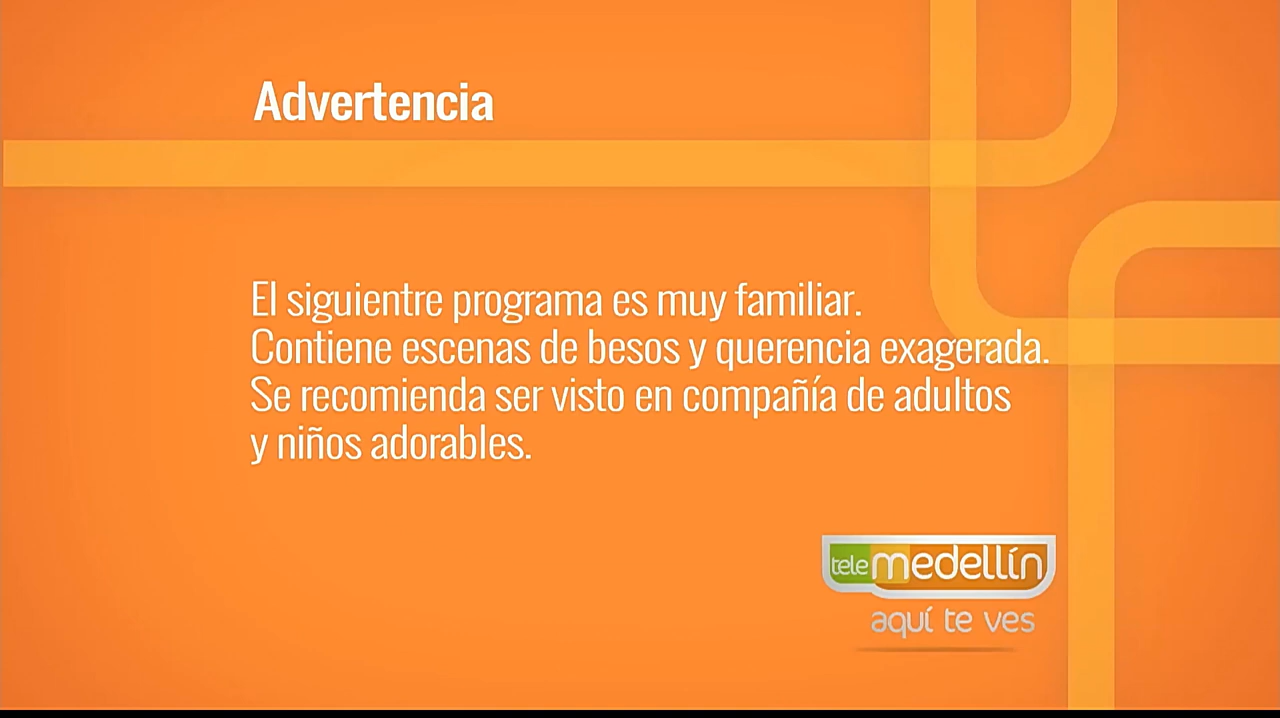 Advertencia
El siguientre programa es muy familiar.
Contiene escenas de besos y querencia exagerada.
Se recomienda ser visto en compañía de adultos
y niños adorables.
telemedellín
aquí te ves